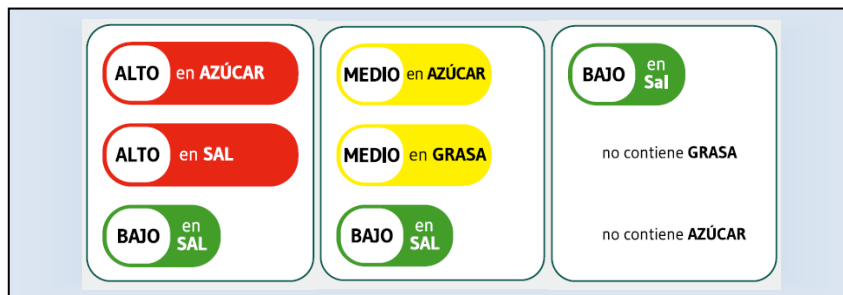 ALTO en AZÚCAR
ALTO en SAL
BAJO en
SAL
MEDIO en AZÚCAR
MEDIO en GRASA
BAJO en
SAL
BAJO en
Sal
no contiene GRASA
no contiene AZÚCAR